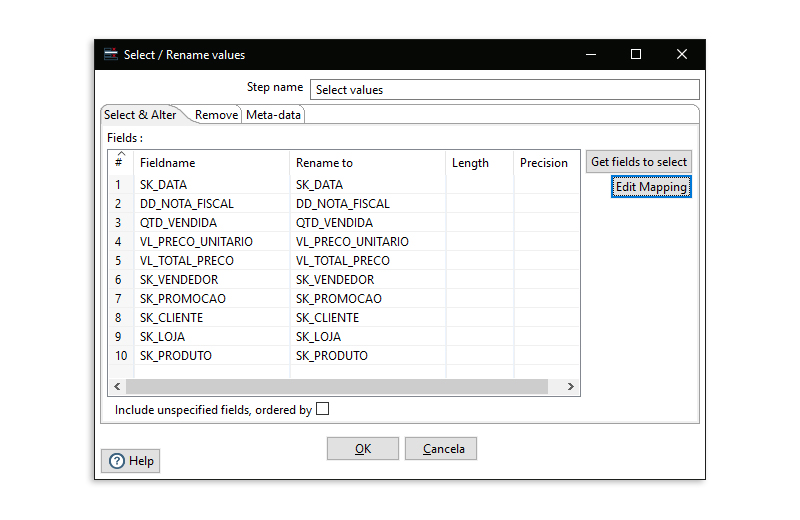 Select / Rename values
Step name Select values
Select & Alter Remove Meta-data
Fields :
# Fieldname Rename to Length Precision
Get fields to select
Edit Mapping
1 SK_DATA SK_DATA
2 DD_NOTA_FISCAL DD_NOTA_FISCAL
3 QTD_VENDIDA QTD_VENDIDA
4 VL_PRECO_UNITARIO VL_PRECO_UNITARIO
5 VL_TOTAL_PRECO VL_TOTAL_PRECO
6 SK_VENDEDOR SK_VENDEDOR
7 SK_PROMOCAO SK_PROMOCAO
8 SK_CLIENTE SK_CLIENTE
9 SK_LOJA SK_LOJA
10 SK_PRODUTO SK_PRODUTO
Include unspecified fields, ordered by
OK Cancela
? Help